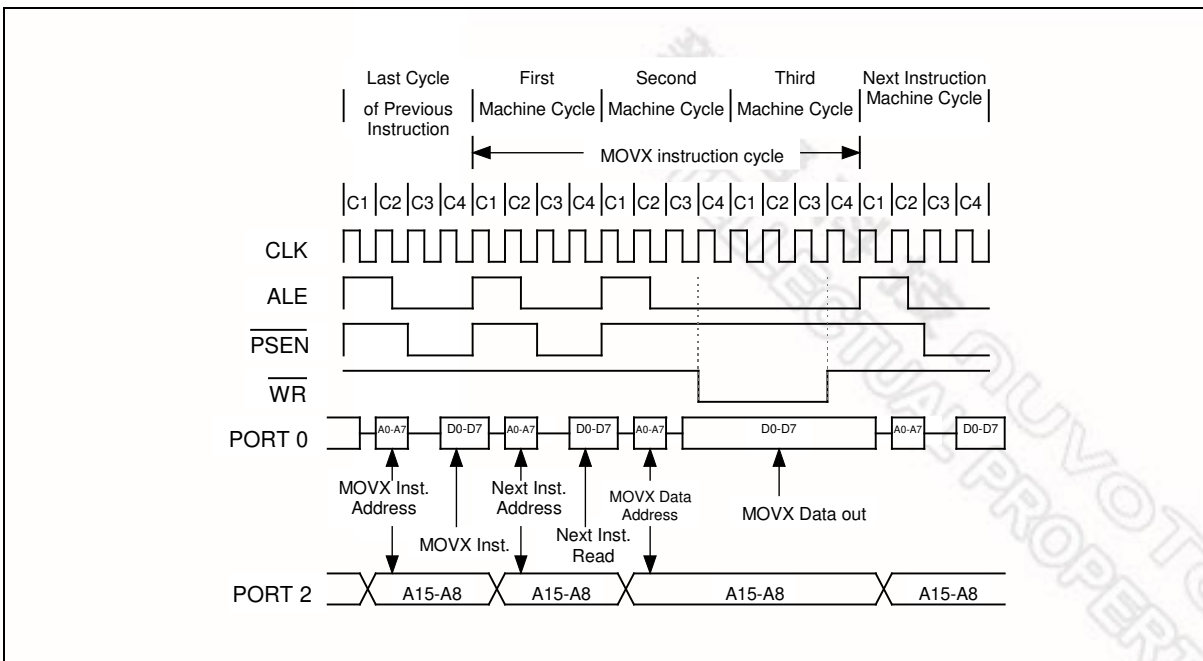 Last Cycle
of Previous
Instruction
First
Machine Cycle
Second
Machine Cycle
Third
Machine Cycle
Next Instruction
Machine Cycle
MOVX instruction cycle
C1 C2 C3 C4 C1 C2 C3 C4 C1 C2 C3 C4 C1 C2 C3 C4 C1 C2 C3 C4
CLK
ALE
PSEN
WR
PORT 0
A0-A7 D0-D7 A0-A7 D0-D7 A0-A7 D0-D7 A0-A7 D0-D7
MOVX Inst.
Address
MOVX Inst.
Next Inst.
Address
Next Inst.
Read
MOVX Data
Address
MOVX Data out
PORT 2
A15-A8 A15-A8 A15-A8 A15-A8
nuvoTo
LLECTUAL PROPERT